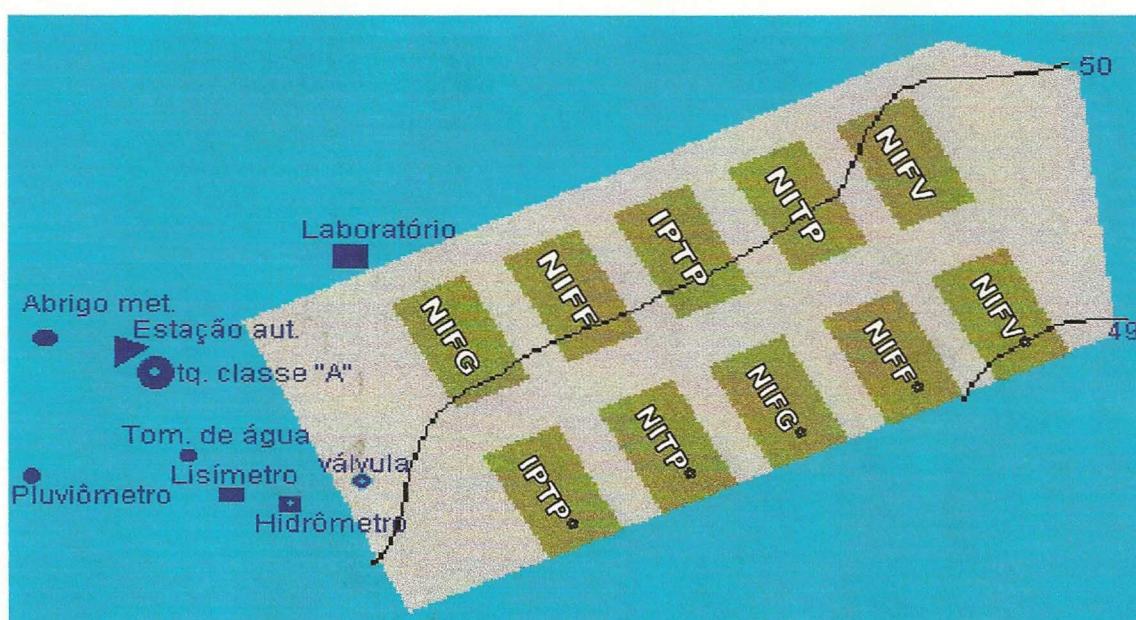 50
NIFV
NITP
IPTP
NIFF
NIFG
Laboratório
Abrigo met.
Estação aut.
tq. classe "A"
Tom. de água
Pluviômetro
Lisímetro
válvula
Hidrômetro
49
NIFV*
NIFF*
NIFG*
NITP*
IPTP*